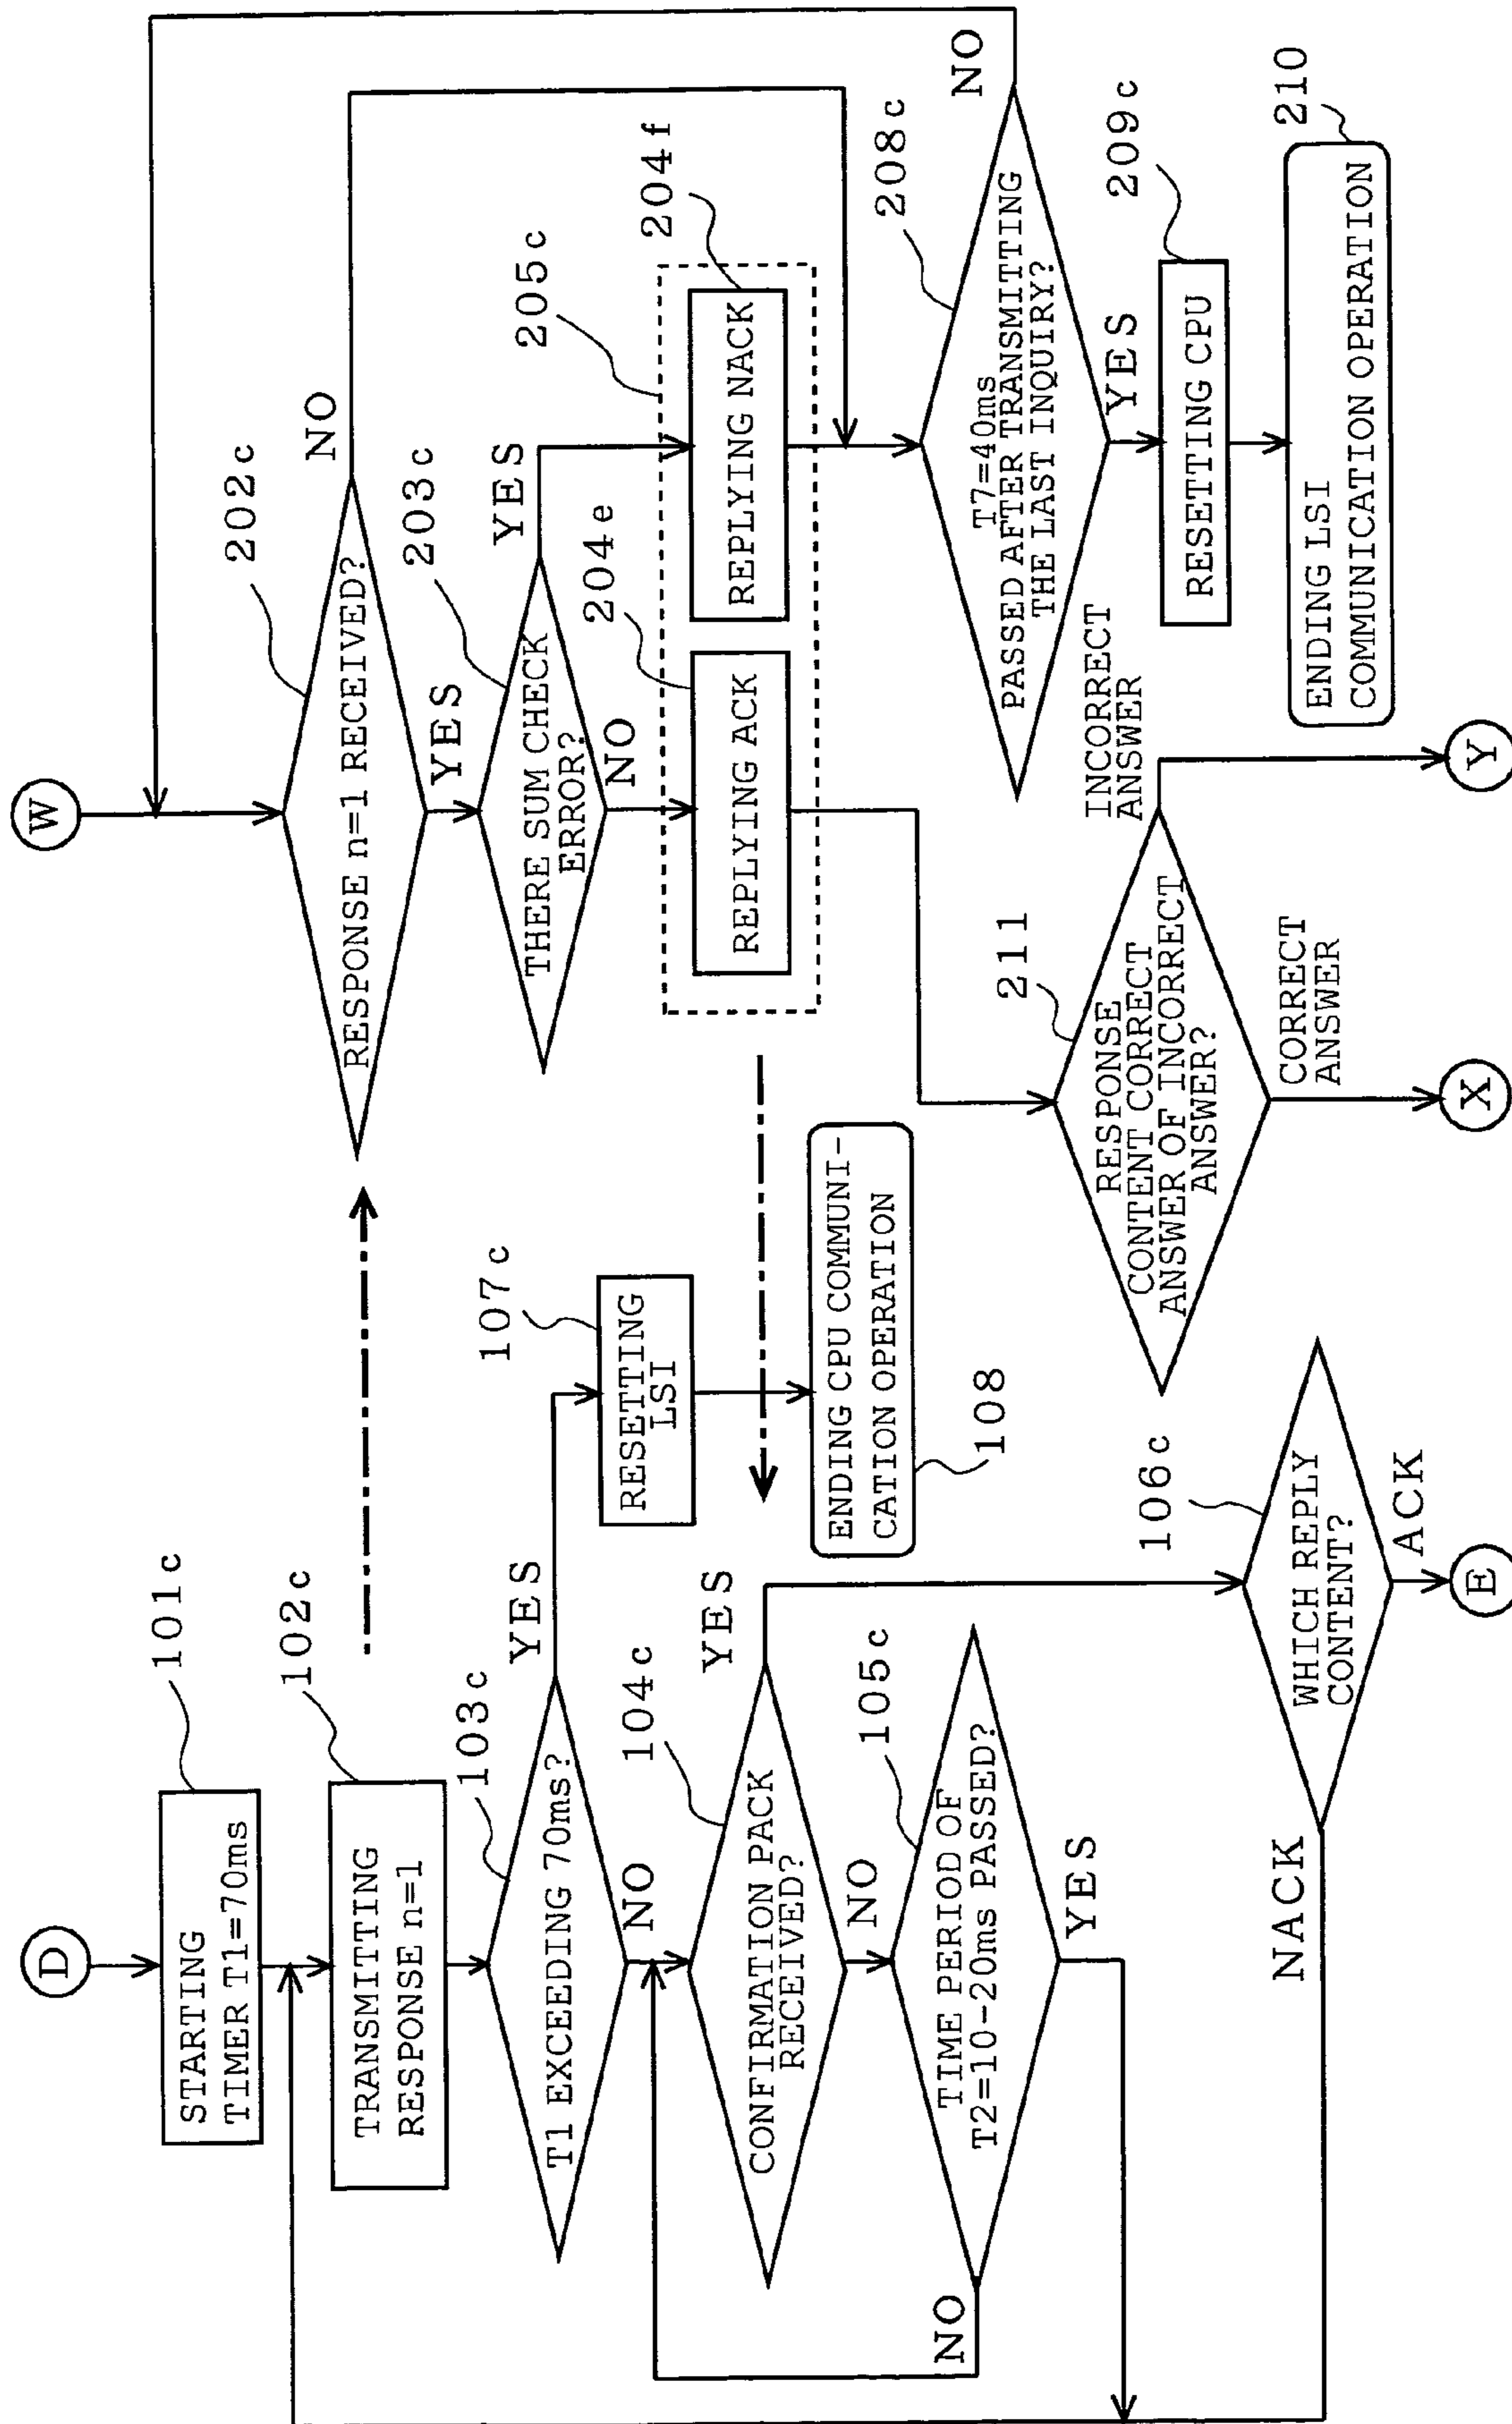 D
101c
STARTING
TIMER T1=70ms
102c
TRANSMITTING
RESPONSE n=1
103c
T1 EXCEEDING 70ms?
YES
NO
107c
RESETTING
LSI
104c
CONFIRMATION PACK
RECEIVED?
YES
NO
ENDING CPU COMMUNI-
CATION OPERATION
108
105c
TIME PERIOD OF
T2=10-20ms PASSED?
NO
YES
106c
WHICH REPLY
CONTENT?
NACK
ACK
E
W
202c
RESPONSE n=1 RECEIVED?
NO
YES
203c
THERE SUM CHECK
ERROR?
YES
NO
205c
204e
204f
REPLYING ACK
REPLYING NACK
208c
T7=40ms
PASSED AFTER TRANSMITTING
THE LAST INQUIRY?
NO
YES
209c
RESETTING CPU
210
ENDING LSI
COMMUNICATION OPERATION
211
RESPONSE
CONTENT CORRECT
ANSWER OF INCORRECT
ANSWER?
INCORRECT
ANSWER
CORRECT
ANSWER
X
Y